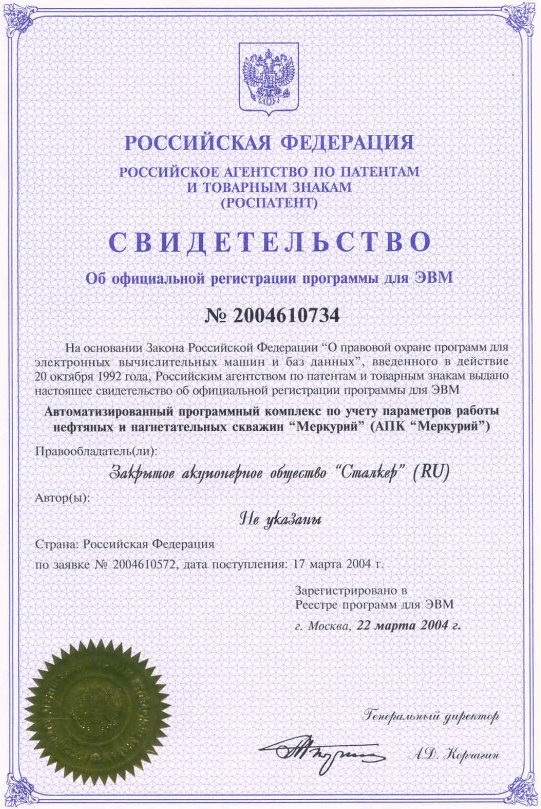 РОССИЙСКАЯ ФЕДЕРАЦИЯ
РОССИЙСКОЕ АГЕНТСТВО ПО ПАТЕНТАМ
И ТОВАРНЫМ ЗНАКАМ
(РОСПАТЕНТ)
СВИДЕТЕЛЬСТВО
Об официальной регистрации программы для ЭВМ
№ 2004610734
На основании Закона Российской Федерации “О правовой охране программ для
электронных вычислительных машин и баз данных”, введенного в действие
20 октября 1992 года, Российским агентством по патентам и товарным знакам выдано
настоящее свидетельство об официальной регистрации программы для ЭВМ
Автоматизированный программный комплекс по учету параметров работы
нефтяных и нагнетательных скважин “Меркурий” (АПК “Меркурий”)
Правообладатель(ли):
Закрытое акционерное общество “Сталкер” (RU)
Автор(ы):
Не указаны
Страна: Российская Федерация
по заявке № 2004610572, дата поступления: 17 марта 2004 г.
Зарегистрировано в
Реестре программ для ЭВМ
г. Москва, 22 марта 2004 г.
Генеральный директор
А.Д. Корчагин